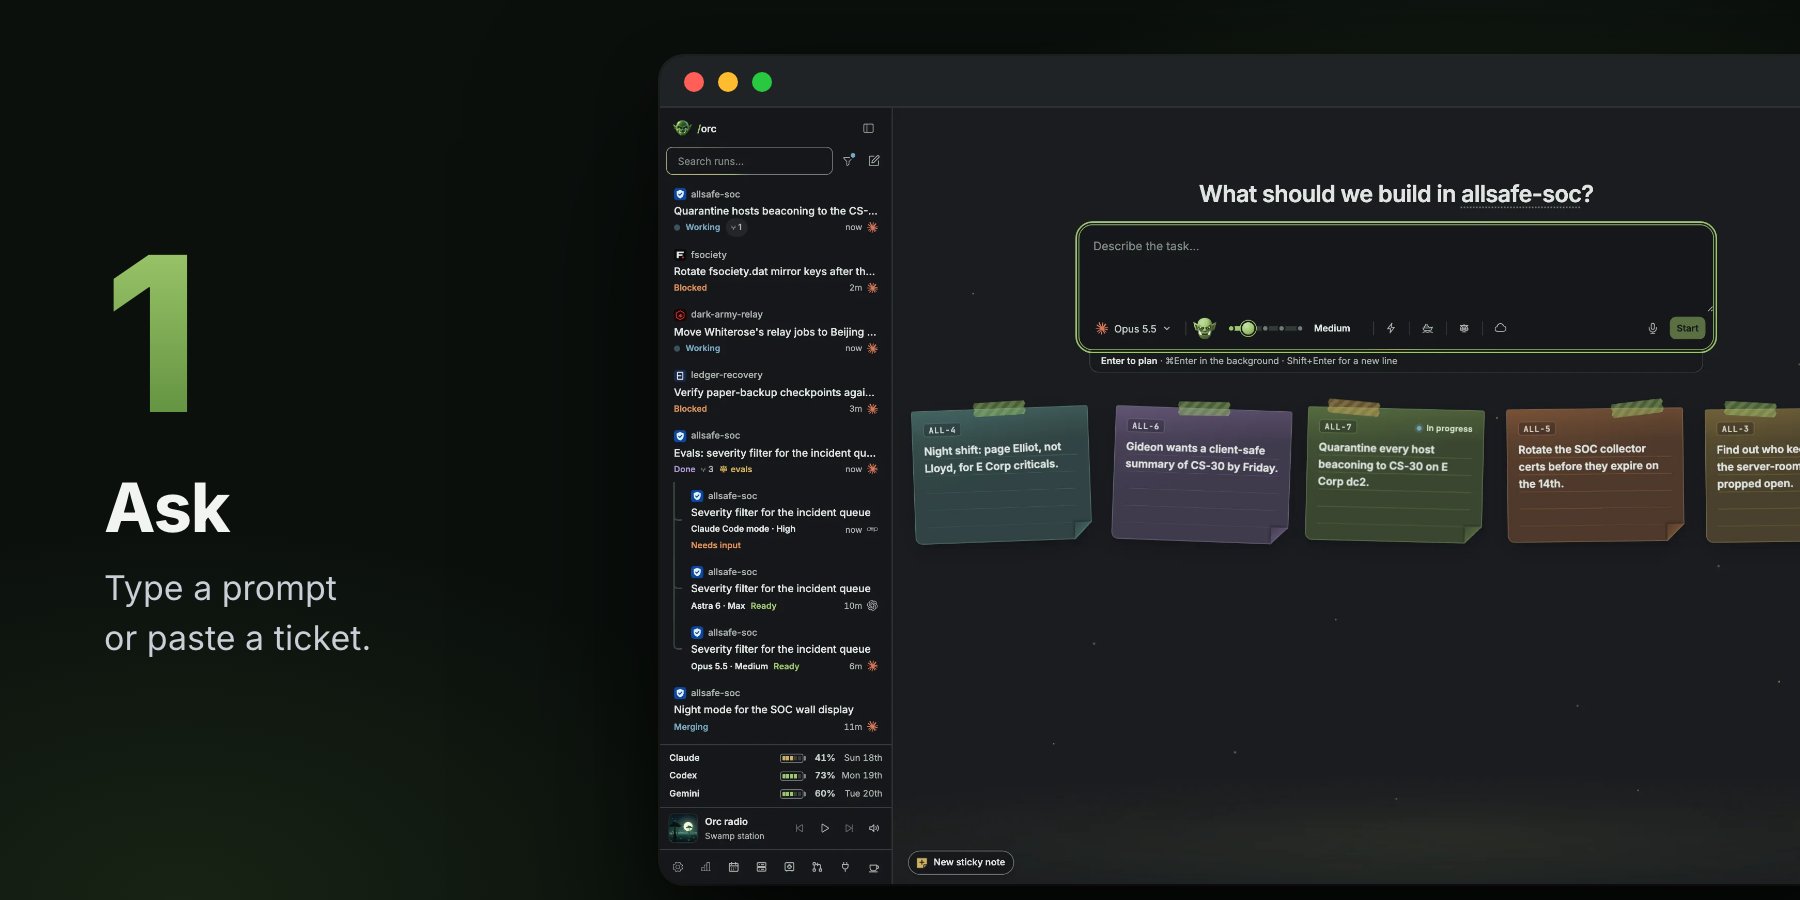 1
Ask
Type a prompt
or paste a ticket.
/orc
Search runs...
allsafe-soc
Quarantine hosts beaconing to the CS-...
Working 1
now
fsociety
Rotate fsociety.dat mirror keys after th...
Blocked
2m
dark-army-relay
Move Whiterose's relay jobs to Beijing ...
Working
now
ledger-recovery
Verify paper-backup checkpoints agai...
Blocked
3m
allsafe-soc
Evals: severity filter for the incident qu...
Done 3 evals
now
allsafe-soc
Severity filter for the incident queue
Claude Code mode · High
now
Needs input
allsafe-soc
Severity filter for the incident queue
Astra 6 · Max Ready
10m
allsafe-soc
Severity filter for the incident queue
Opus 5.5 · Medium Ready
6m
allsafe-soc
Night mode for the SOC wall display
Merging
11m
Claude 41% Sun 18th
Codex 73% Mon 19th
Gemini 60% Tue 20th
Orc radio
Swamp station
What should we build in allsafe-soc?
Describe the task...
Opus 5.5
Medium
Start
Enter to plan · ⌘Enter in the background · Shift+Enter for a new line
ALL-4
Night shift: page Elliot, not
Lloyd, for E Corp criticals.
ALL-6
Gideon wants a client-safe
summary of CS-30 by Friday.
ALL-7
In progress
Quarantine every host
beaconing to CS-30 on E
Corp dc2.
ALL-5
Rotate the SOC collector
certs before they expire on
the 14th.
ALL-3
Find out who ke
the server-room
propped open.
New sticky note